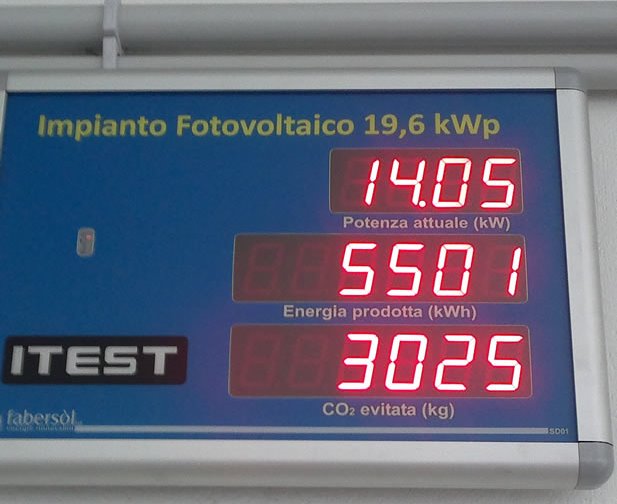 Impianto Fotovoltaico 19,6 kWp
14.05
Potenza attuale (kW)
5501
Energia prodotta (kWh)
ITEST
3025
CO₂ evitata (kg)
fabersòl
SD01